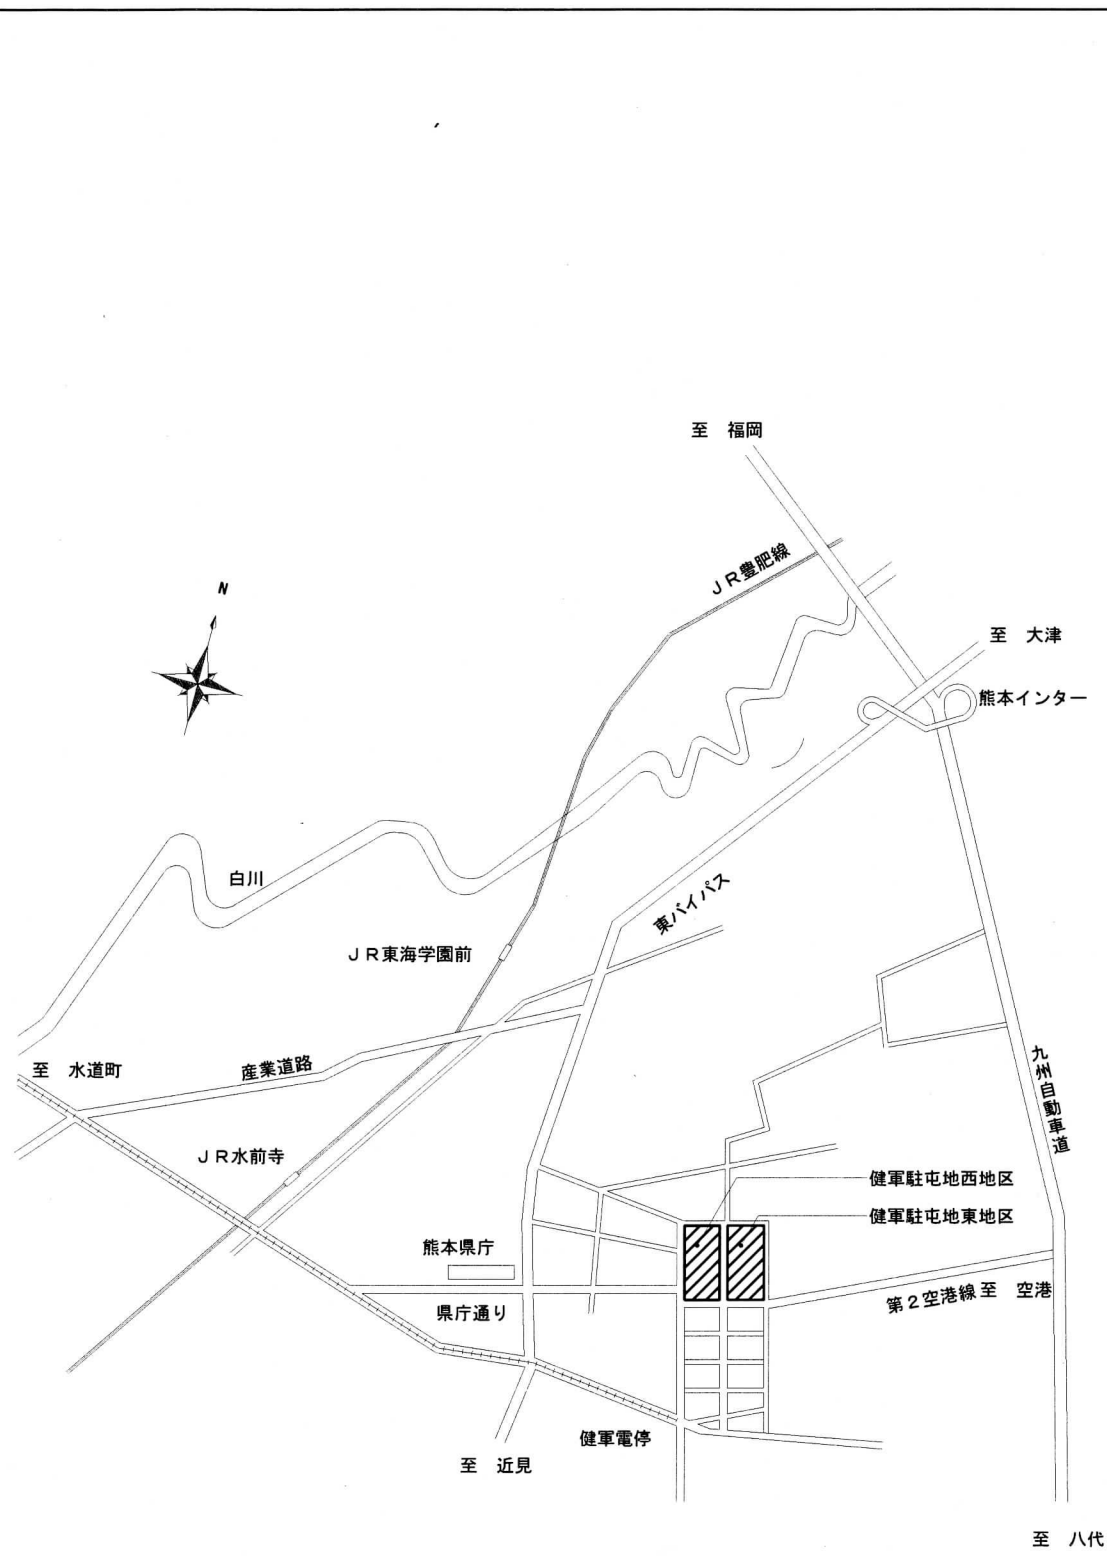 至 福岡
JR豊肥線
N
至 大津
熊本インター
白川
東バイパス
JR東海学園前
至 水道町
産業道路
九州自動車道
JR水前寺
健軍駐屯地西地区
健軍駐屯地東地区
熊本県庁
第2空港線 至 空港
県庁通り
健軍電停
至 近見
至 八代